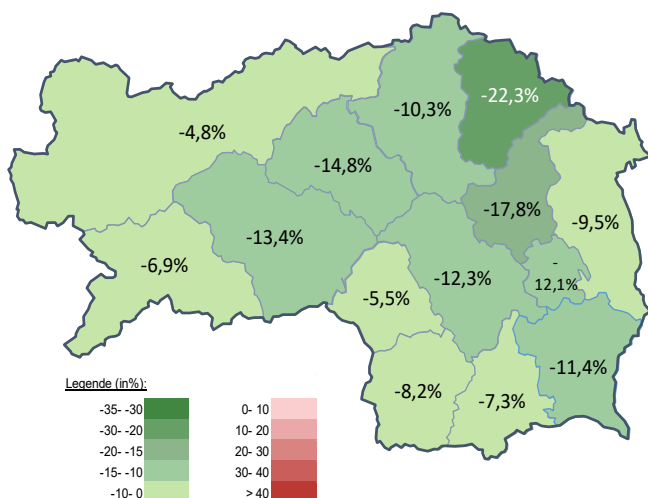 -22,3%
-10,3%
-4,8%
-14,8%
-17,8%
-9,5%
-13,4%
-6,9%
-12,3%
-
12,1%
-5,5%
-11,4%
-8,2%
-7,3%
Legende (in%):
-35- -30 0- 10
-30- -20 10- 20
-20- -15 20- 30
-15- -10 30- 40
-10- 0 > 40